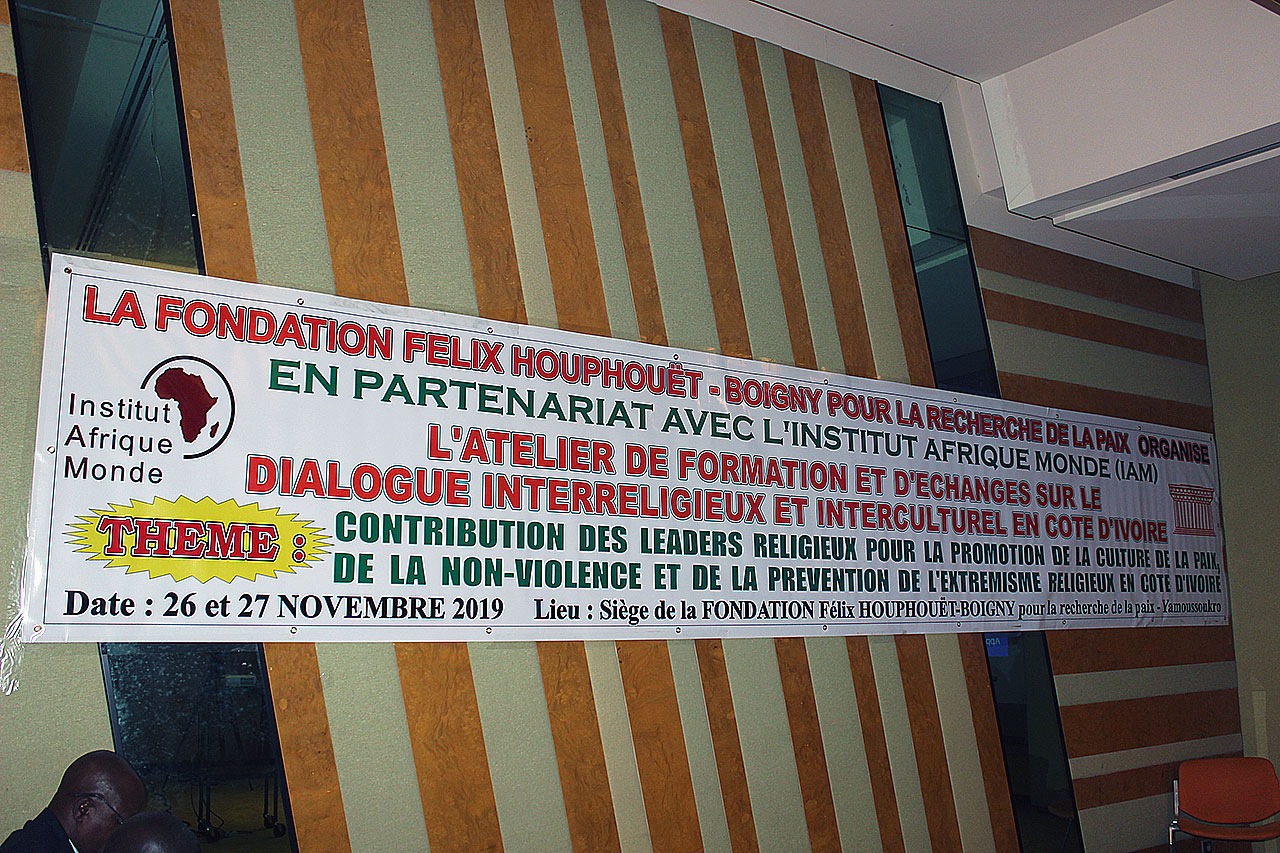 LA FONDATION FELIX HOUPHOUËT - BOIGNY POUR LA RECHERCHE DE LA PAIX ORGANISE
EN PARTENARIAT AVEC L'INSTITUT AFRIQUE MONDE (IAM)
L'ATELIER DE FORMATION ET D'ECHANGES SUR LE
DIALOGUE INTERRELIGIEUX ET INTERCULTUREL EN COTE D'IVOIRE
Institut
Afrique
Monde
THEME :
CONTRIBUTION DES LEADERS RELIGIEUX POUR LA PROMOTION DE LA CULTURE DE LA PAIX,
DE LA NON-VIOLENCE ET DE LA PREVENTION DE L'EXTREMISME RELIGIEUX EN COTE D'IVOIRE
Date : 26 et 27 NOVEMBRE 2019 Lieu : Siège de la FONDATION Félix HOUPHOUËT-BOIGNY pour la recherche de la paix - Yamoussoukro